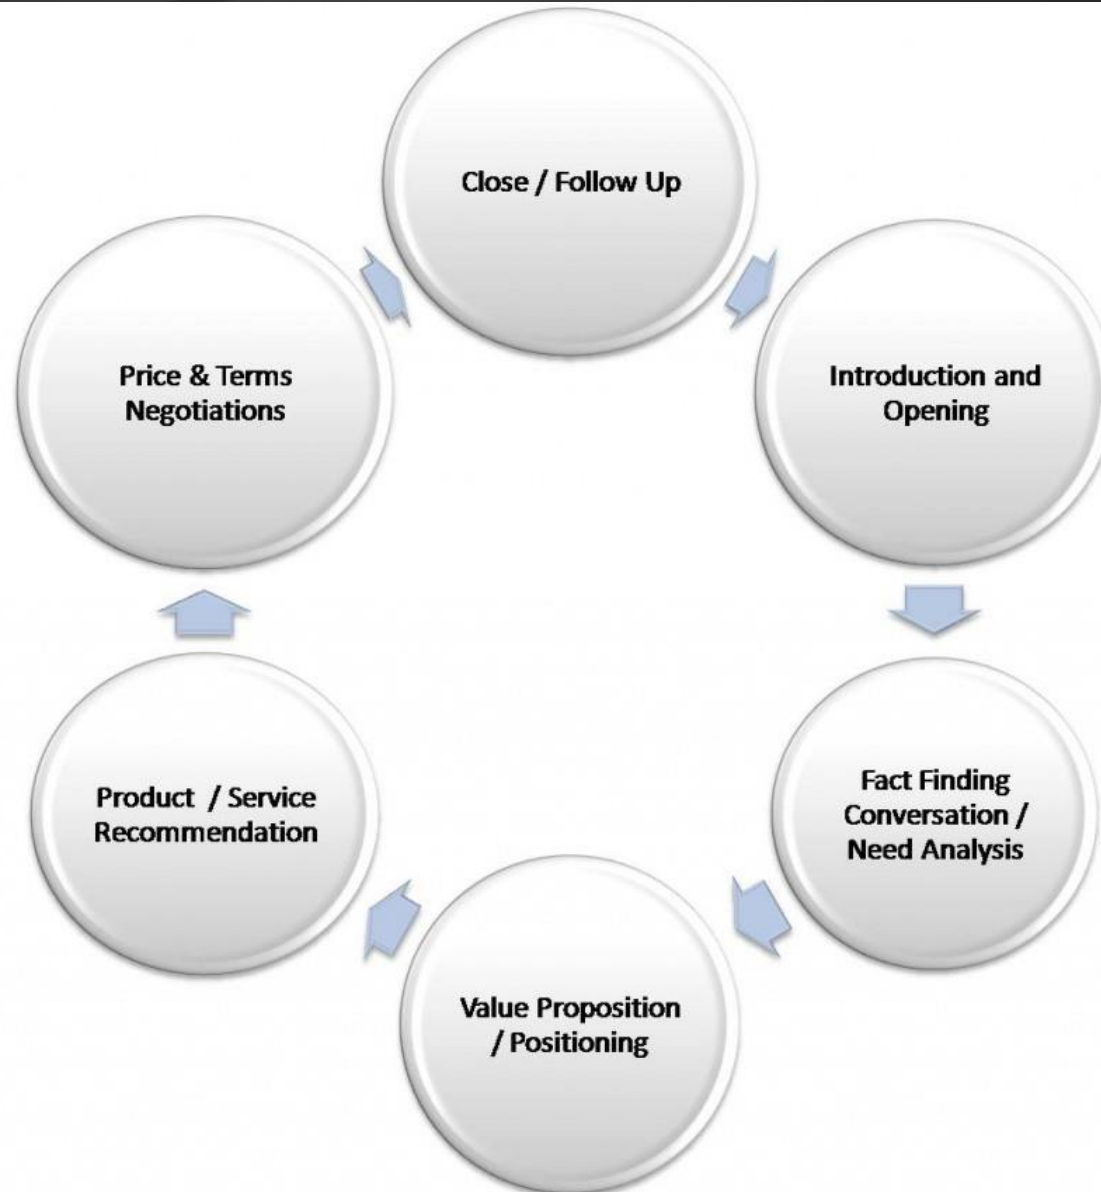 Close / Follow Up
Introduction and
Opening
Fact Finding
Conversation /
Need Analysis
Value Proposition
/ Positioning
Product / Service
Recommendation
Price & Terms
Negotiations